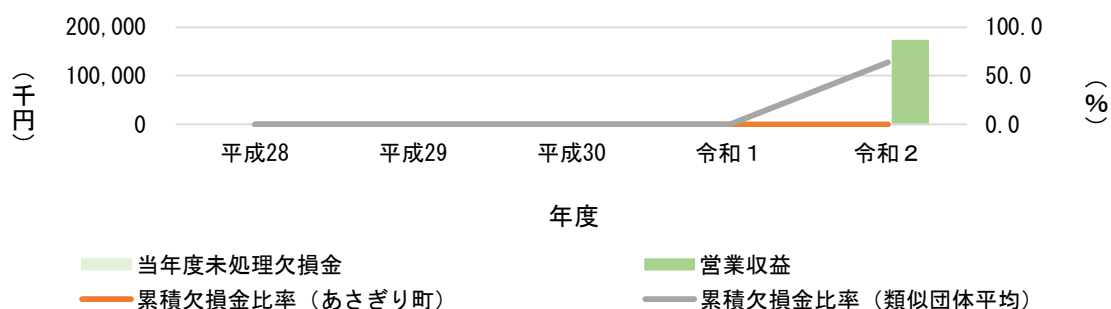 200,000
100,000
0
（千円）
100.0
50.0
0.0
（%）
平成28 平成29 平成30 令和１ 令和２
年度
当年度未処理欠損金 営業収益
累積欠損金比率（あさぎり町） 累積欠損金比率（類似団体平均）